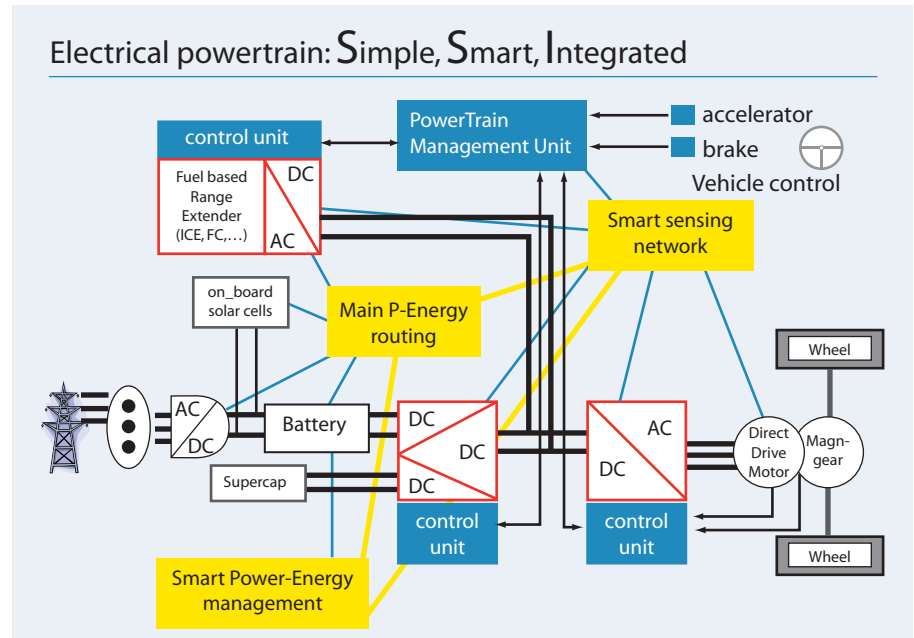 Electrical powertrain: Simple, Smart, Integrated
control unit
PowerTrain
Management Unit
accelerator
brake
Vehicle control
Fuel based
Range
Extender
(ICE, FC,...)
DC
AC
Smart sensing
network
on_board
solar cells
Main P-Energy
routing
Wheel
AC
DC
Battery
DC
DC
DC
AC
DC
Direct
Drive
Motor
Magn-
gear
Supercap
control
unit
control
unit
Smart Power-Energy
management
Wheel